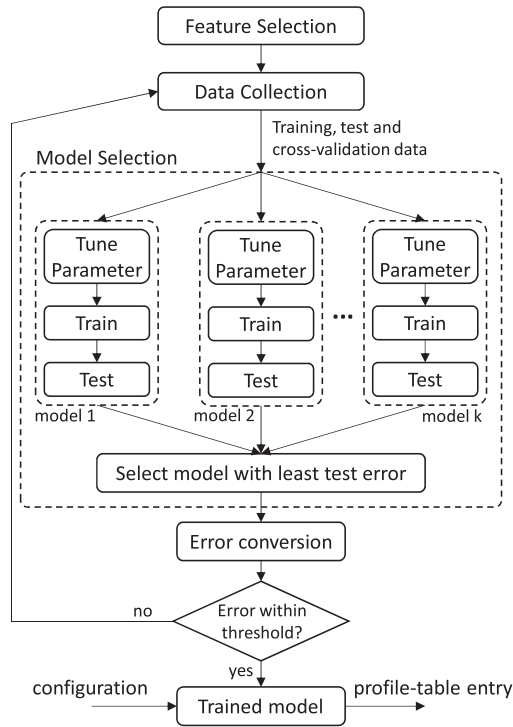 Feature Selection
Data Collection
Training, test and
cross-validation data
Model Selection
Tune
Parameter
Train
Test
model 1
Tune
Parameter
Train
Test
model 2
...
Tune
Parameter
Train
Test
model k
Select model with least test error
Error conversion
Error within
threshold?
no
yes
configuration
Trained model
profile-table entry